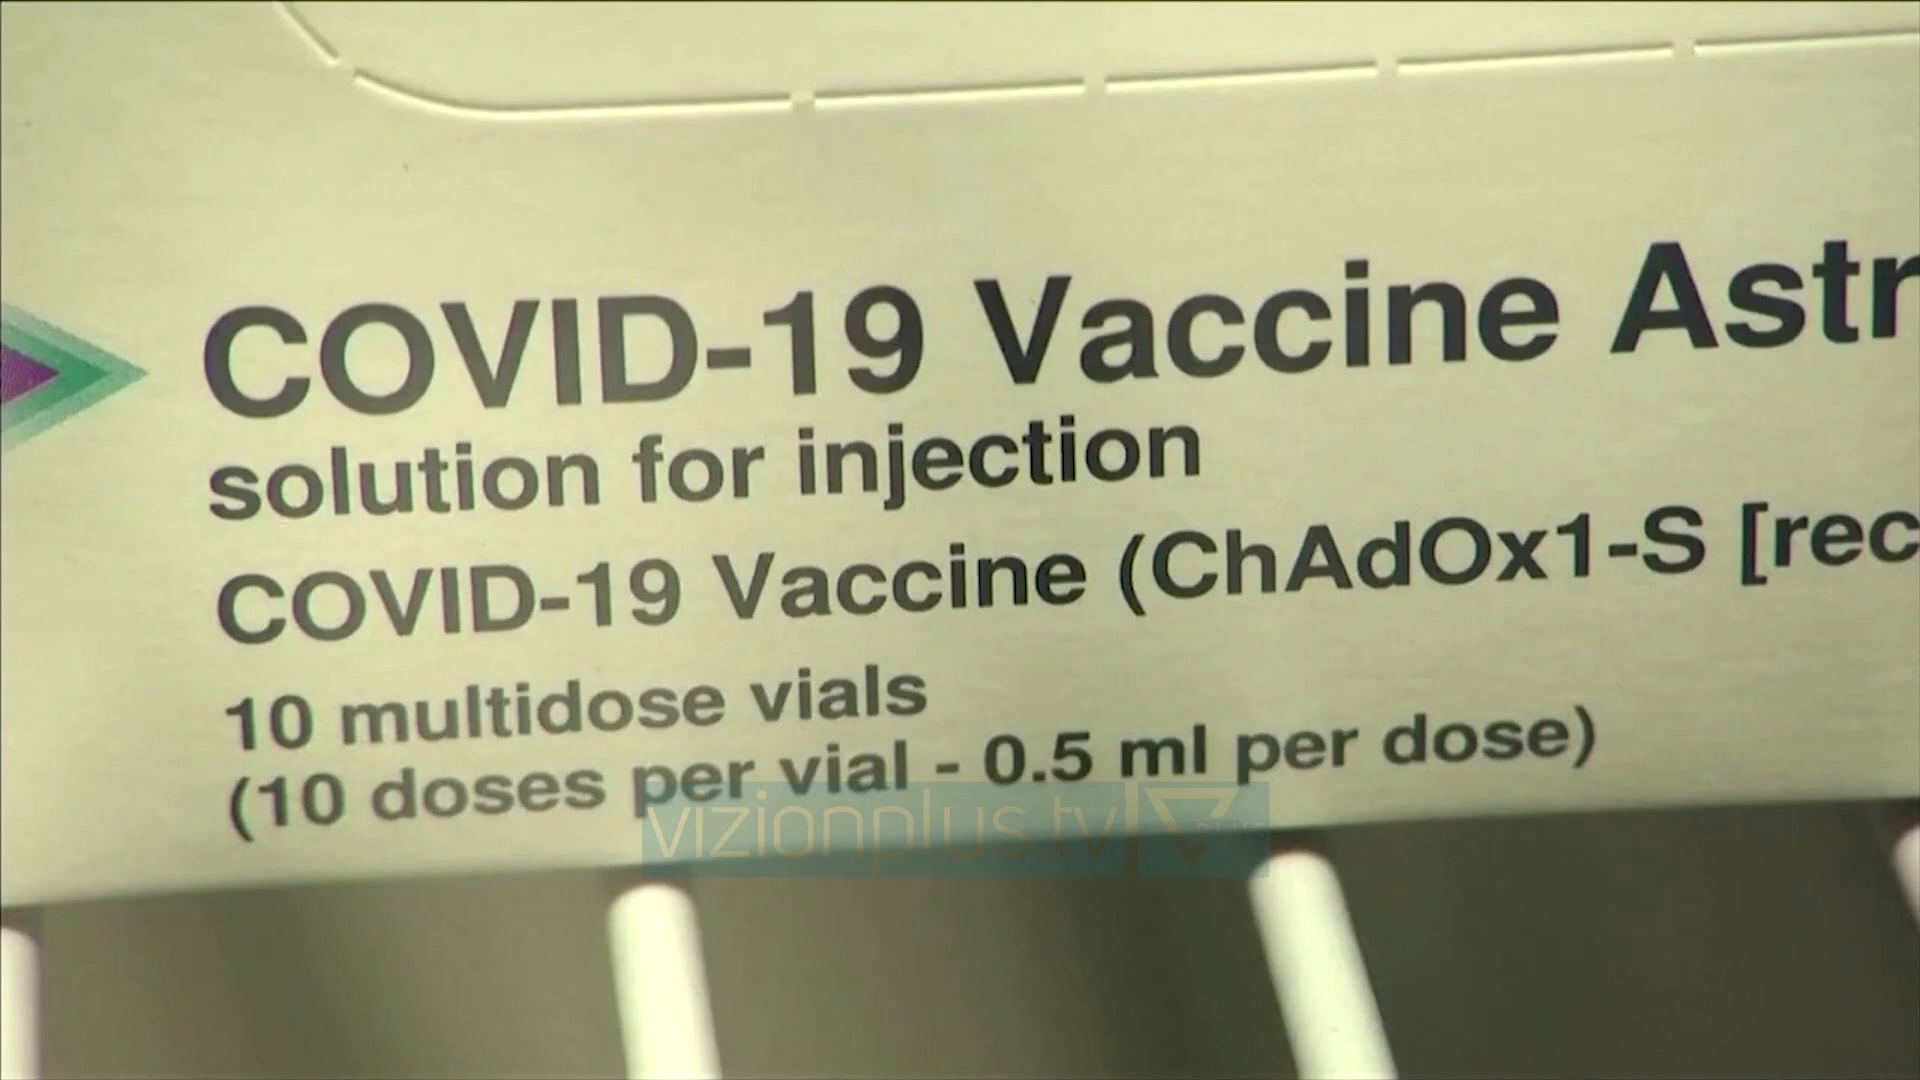 COVID-19 Vaccine Astr
solution for injection
COVID-19 Vaccine (ChAdOx1-S [rec
10 multidose vials
(10 doses per vial - 0.5 ml per dose)
vizionplus.tv